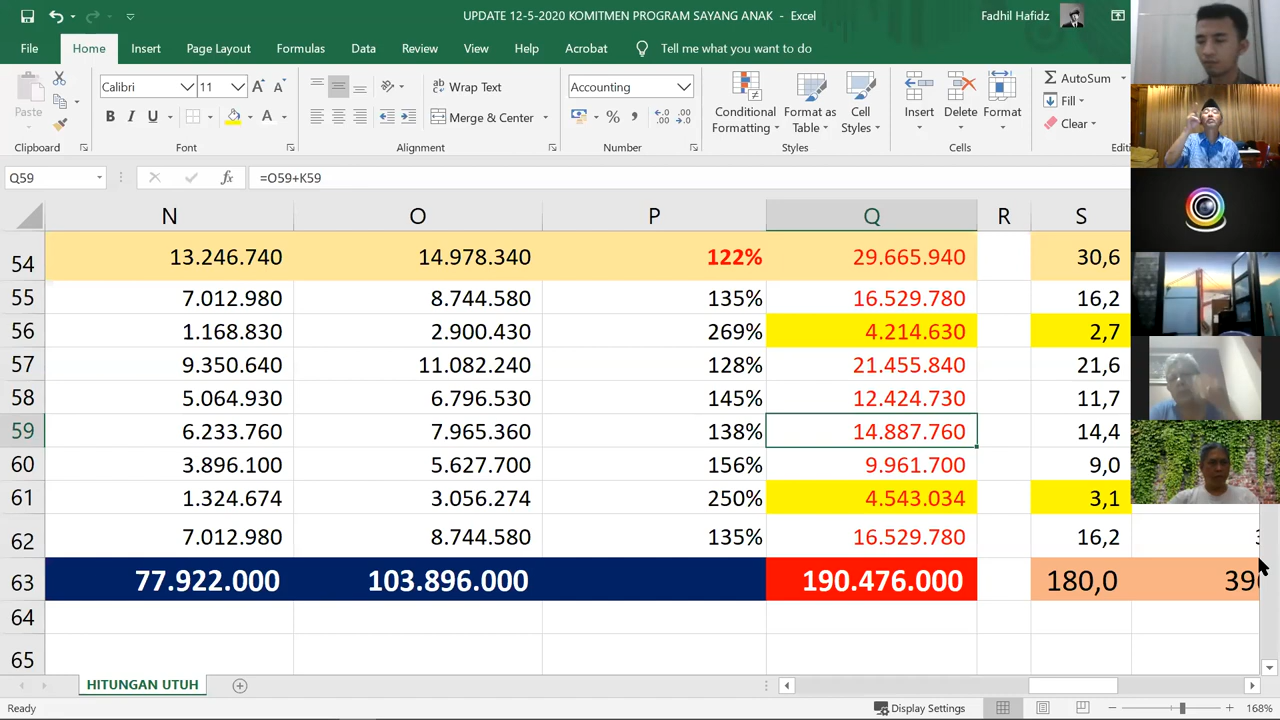 UPDATE 12-5-2020 KOMITMEN PROGRAM SAYANG ANAK - Excel
Fadhil Hafidz
File Home Insert Page Layout Formulas Data Review View Help Acrobat Tell me what you want to do
Calibri 11 Wrap Text Accounting AutoSum
Paste Conditional Formatting Format as Table Cell Styles Insert Delete Format Fill
B I U A Merge & Center % Clear
Clipboard Font Alignment Number Styles Cells
Q59 fx =O59+K59
N O P Q R S
54 13.246.740 14.978.340 122% 29.665.940 30,6
55 7.012.980 8.744.580 135% 16.529.780 16,2
56 1.168.830 2.900.430 269% 4.214.630 2,7
57 9.350.640 11.082.240 128% 21.455.840 21,6
58 5.064.930 6.796.530 145% 12.424.730 11,7
59 6.233.760 7.965.360 138% 14.887.760 14,4
60 3.896.100 5.627.700 156% 9.961.700 9,0
61 1.324.674 3.056.274 250% 4.543.034 3,1
62 7.012.980 8.744.580 135% 16.529.780 16,2
63 77.922.000 103.896.000 190.476.000 180,0
64
65
HITUNGAN UTUH
Ready Display Settings 168%